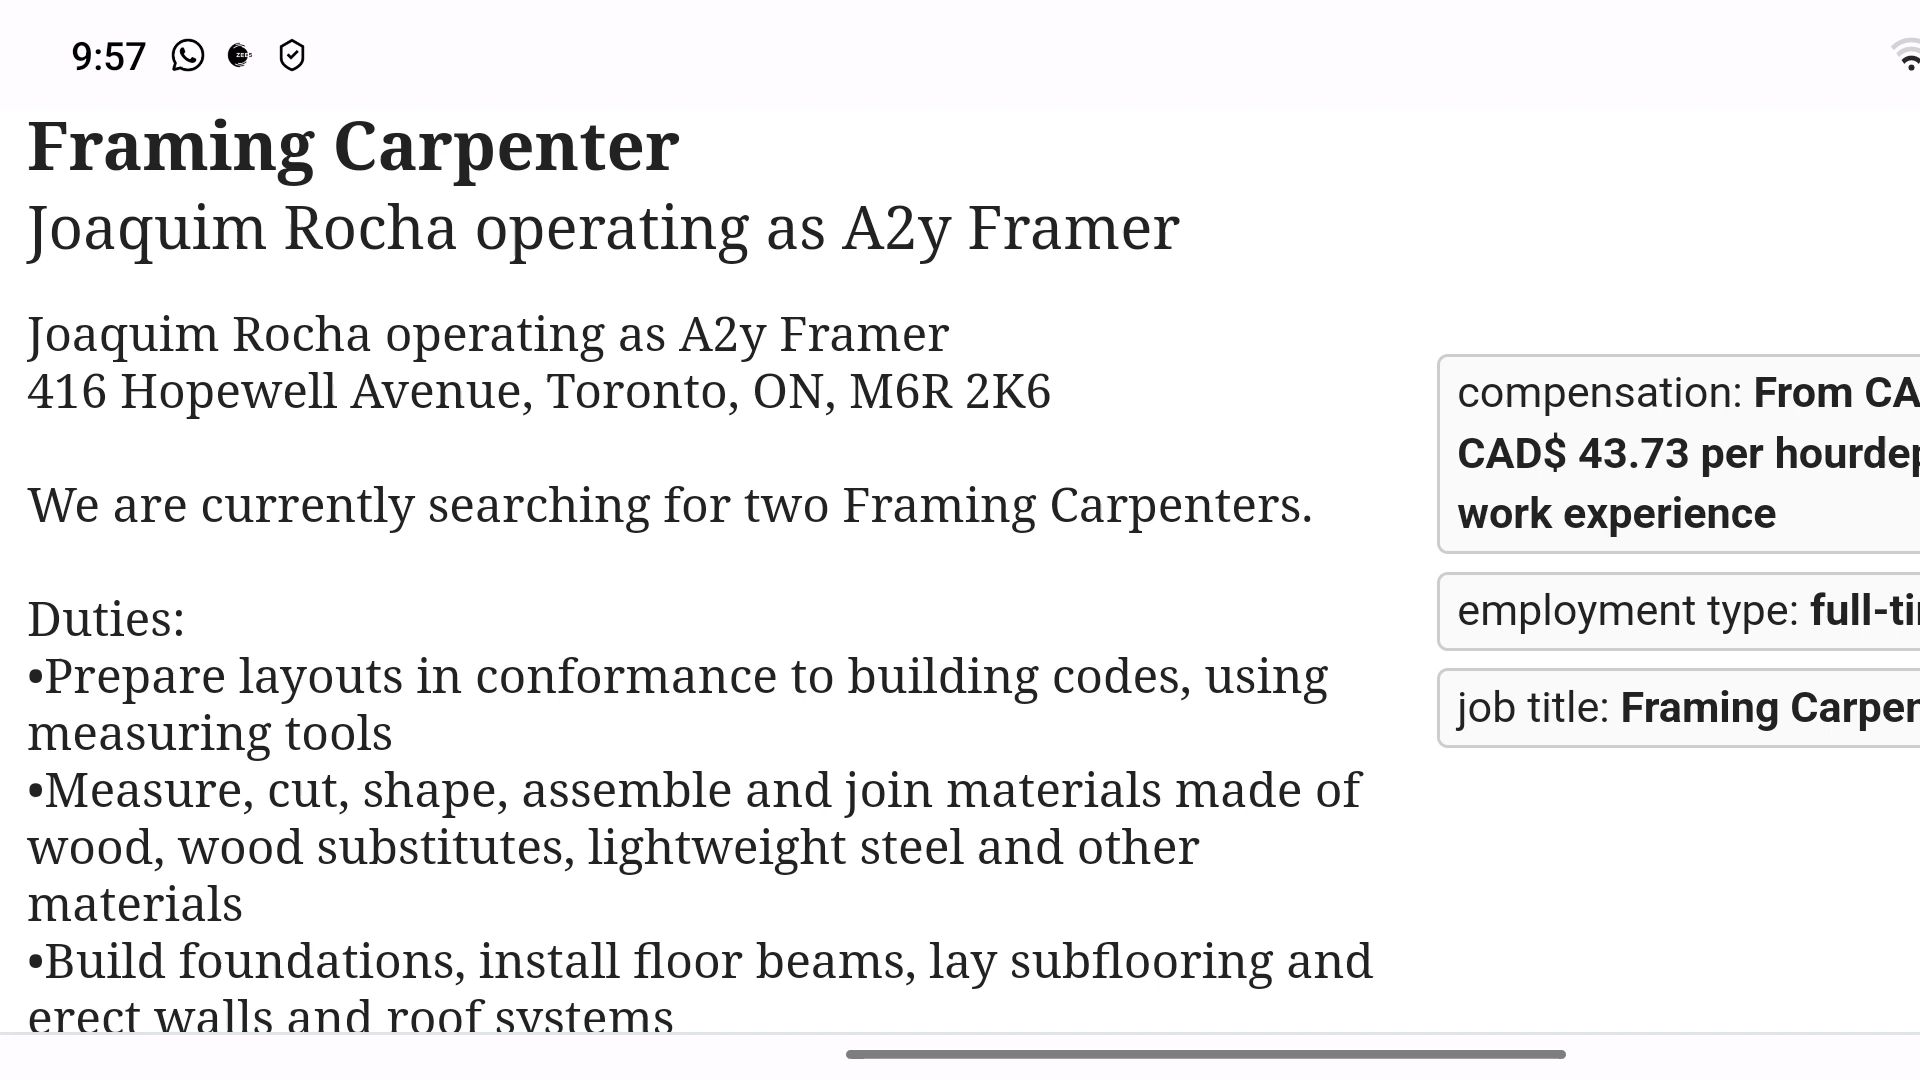 9:57
Framing Carpenter
Joaquim Rocha operating as A2y Framer
Joaquim Rocha operating as A2y Framer
416 Hopewell Avenue, Toronto, ON, M6R 2K6
We are currently searching for two Framing Carpenters.
Duties:
•Prepare layouts in conformance to building codes, using
measuring tools
•Measure, cut, shape, assemble and join materials made of
wood, wood substitutes, lightweight steel and other
materials
•Build foundations, install floor beams, lay subflooring and
erect walls and roof systems
compensation: From CA
CAD$ 43.73 per hourdep
work experience
employment type: full-ti
job title: Framing Carpen